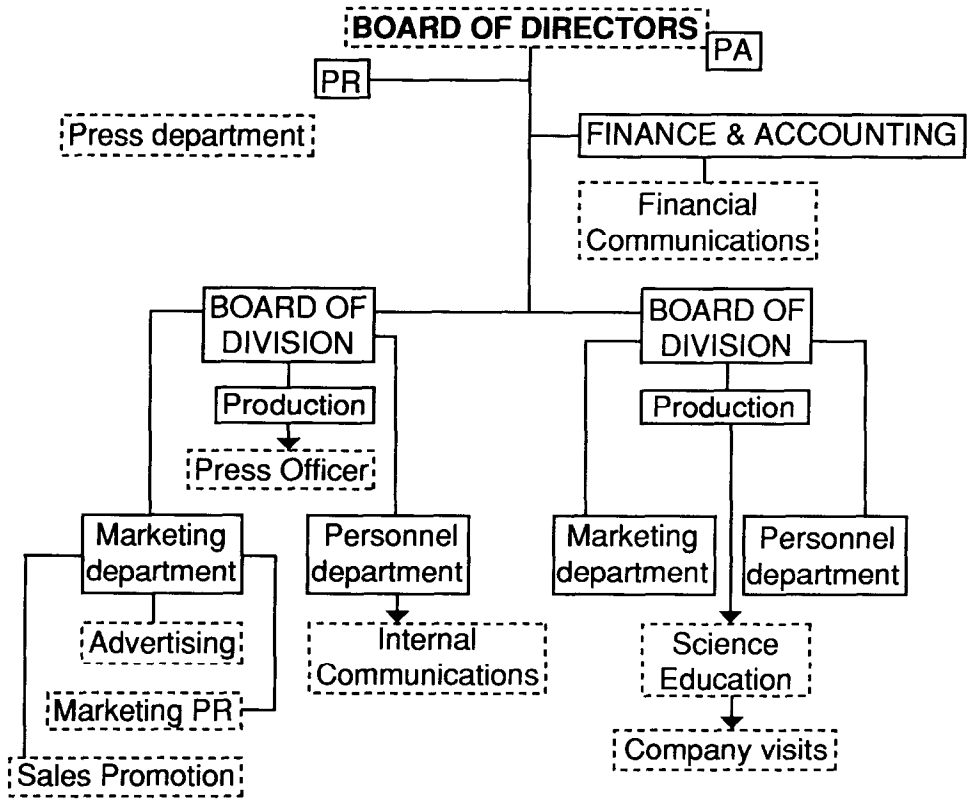 BOARD OF DIRECTORS
PA
PR
Press department
FINANCE & ACCOUNTING
Financial
Communications
BOARD OF
DIVISION
BOARD OF
DIVISION
Production
Production
Press Officer
Marketing
department
Personnel
department
Marketing
department
Personnel
department
Advertising
Internal
Communications
Science
Education
Marketing PR
Company visits
Sales Promotion